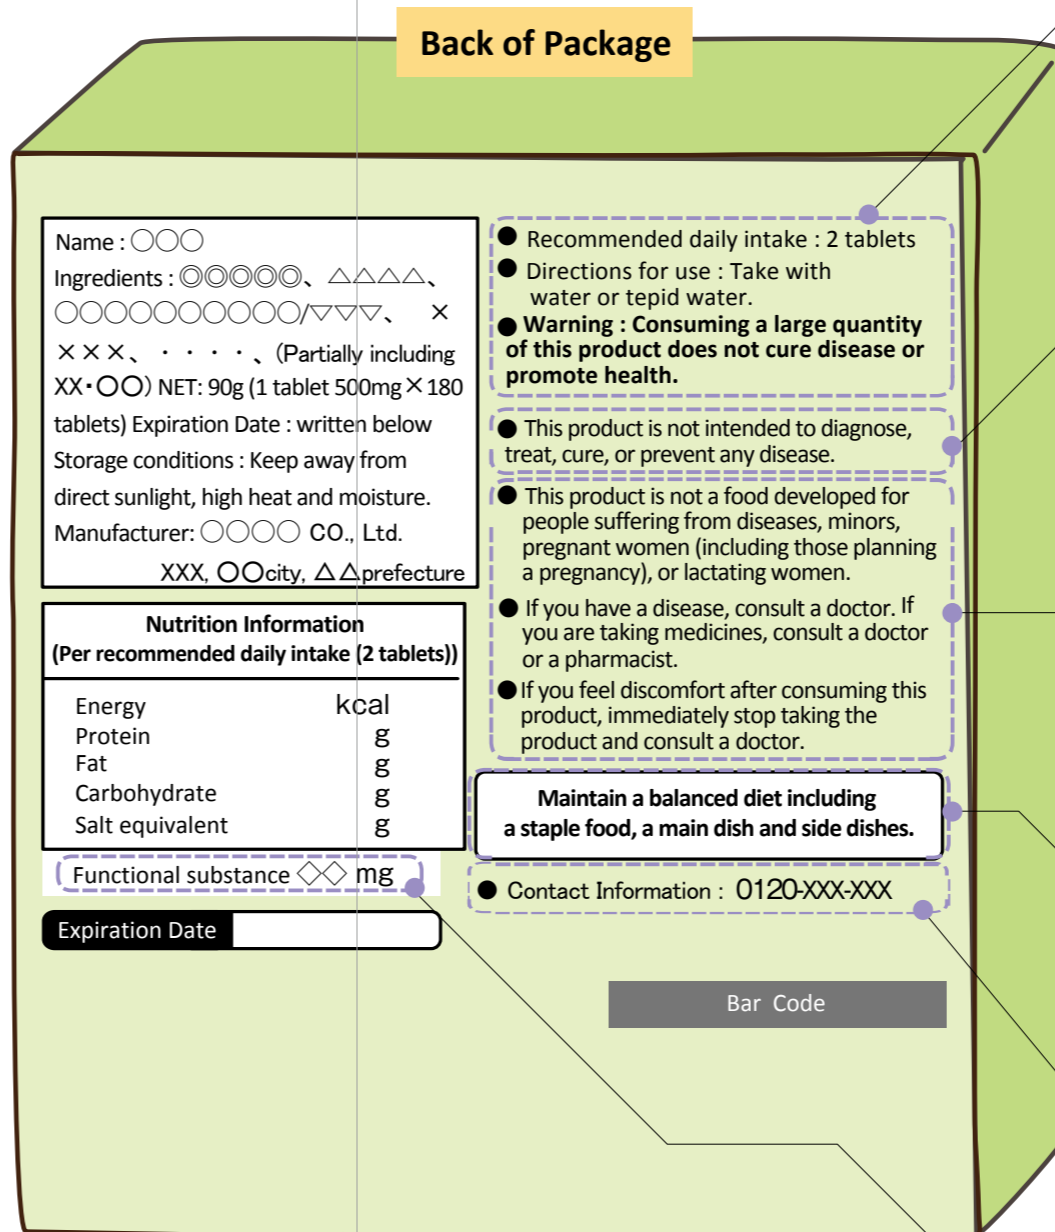 Back of Package
Name : ○○○
Ingredients : ◎◎◎◎◎、△△△△、
○○○○○○○○○○/▽▽▽、 ×
×××、・・・・、(Partially including
XX・○○) NET: 90g (1 tablet 500mg×180
tablets) Expiration Date : written below
Storage conditions : Keep away from
direct sunlight, high heat and moisture.
Manufacturer: ○○○○ CO., Ltd.
XXX, ○○city, △△prefecture
Nutrition Information
(Per recommended daily intake (2 tablets))
Energy kcal
Protein g
Fat g
Carbohydrate g
Salt equivalent g
Functional substance ◇◇ mg
Expiration Date
● Recommended daily intake : 2 tablets
● Directions for use : Take with
water or tepid water.
● Warning : Consuming a large quantity
of this product does not cure disease or
promote health.
● This product is not intended to diagnose,
treat, cure, or prevent any disease.
● This product is not a food developed for
people suffering from diseases, minors,
pregnant women (including those planning
a pregnancy), or lactating women.
● If you have a disease, consult a doctor. If
you are taking medicines, consult a doctor
or a pharmacist.
● If you feel discomfort after consuming this
product, immediately stop taking the
product and consult a doctor.
Maintain a balanced diet including
a staple food, a main dish and side dishes.
● Contact Information : 0120-XXX-XXX
Bar Code